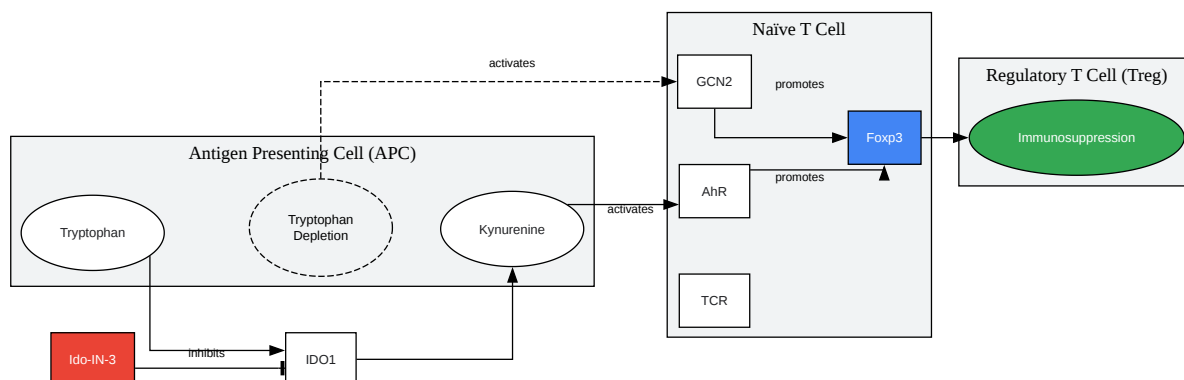 Naïve T Cell
activates
GCN2
promotes
Regulatory T Cell (Treg)
Foxp3
Immunosuppression
Antigen Presenting Cell (APC)
promotes
AhR
activates
Tryptophan
Tryptophan
Depletion
Kynurenine
TCR
Ido-IN-3
inhibits
IDO1